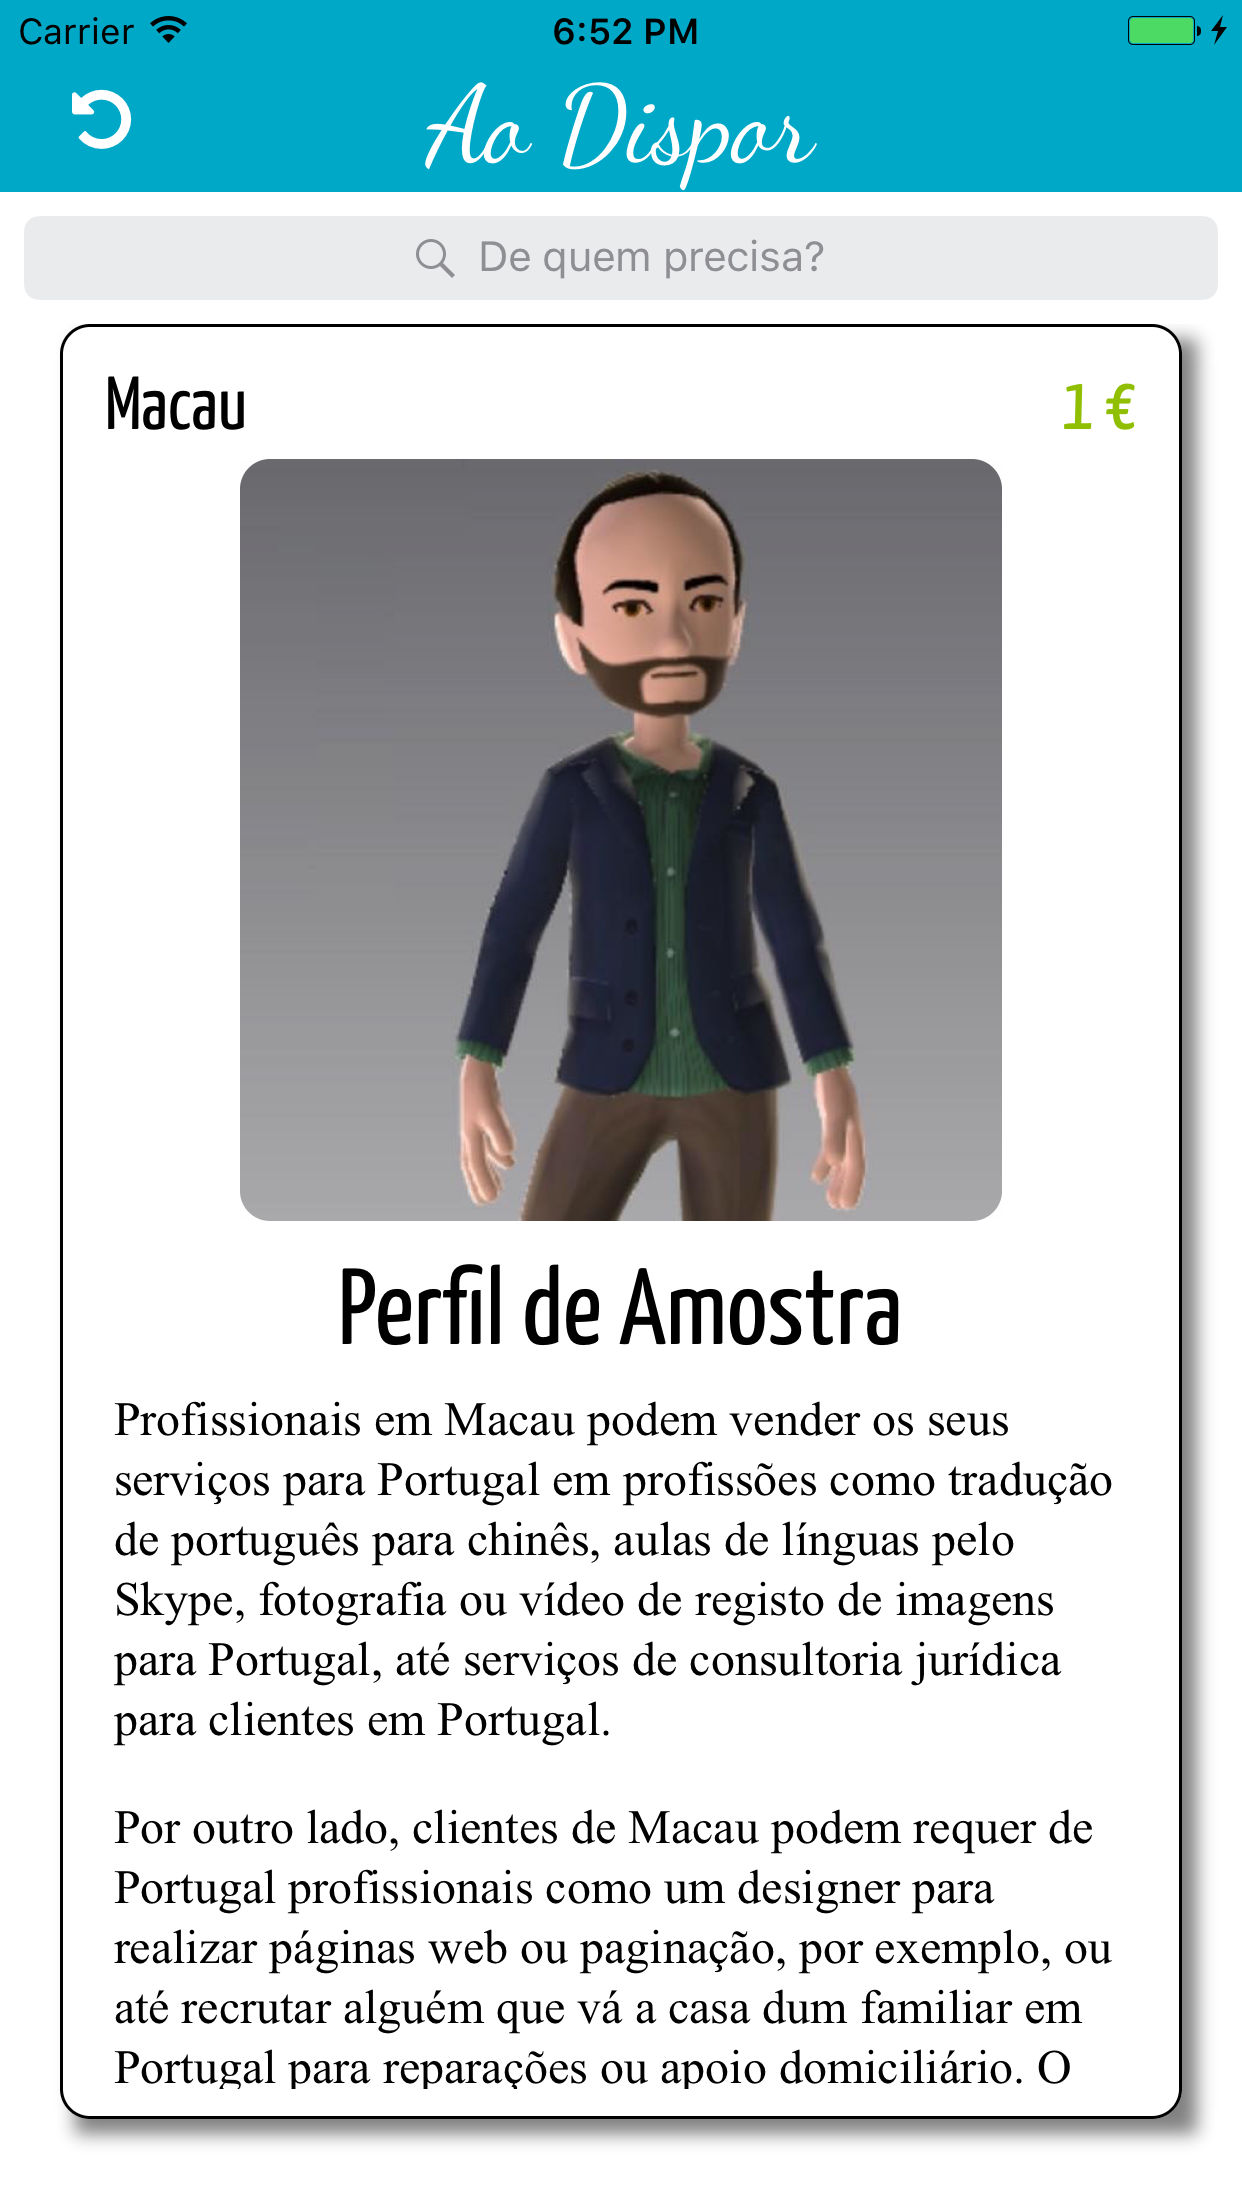 Carrier 6:52 PM
Ao Dispor
De quem precisa?
Macau 1 €
Perfil de Amostra
Profissionais em Macau podem vender os seus
serviços para Portugal em profissões como tradução
de português para chinês, aulas de línguas pelo
Skype, fotografia ou vídeo de registo de imagens
para Portugal, até serviços de consultoria jurídica
para clientes em Portugal.
Por outro lado, clientes de Macau podem requer de
Portugal profissionais como um designer para
realizar páginas web ou paginação, por exemplo, ou
até recrutar alguém que vá a casa dum familiar em
Portugal para reparações ou apoio domiciliário. O